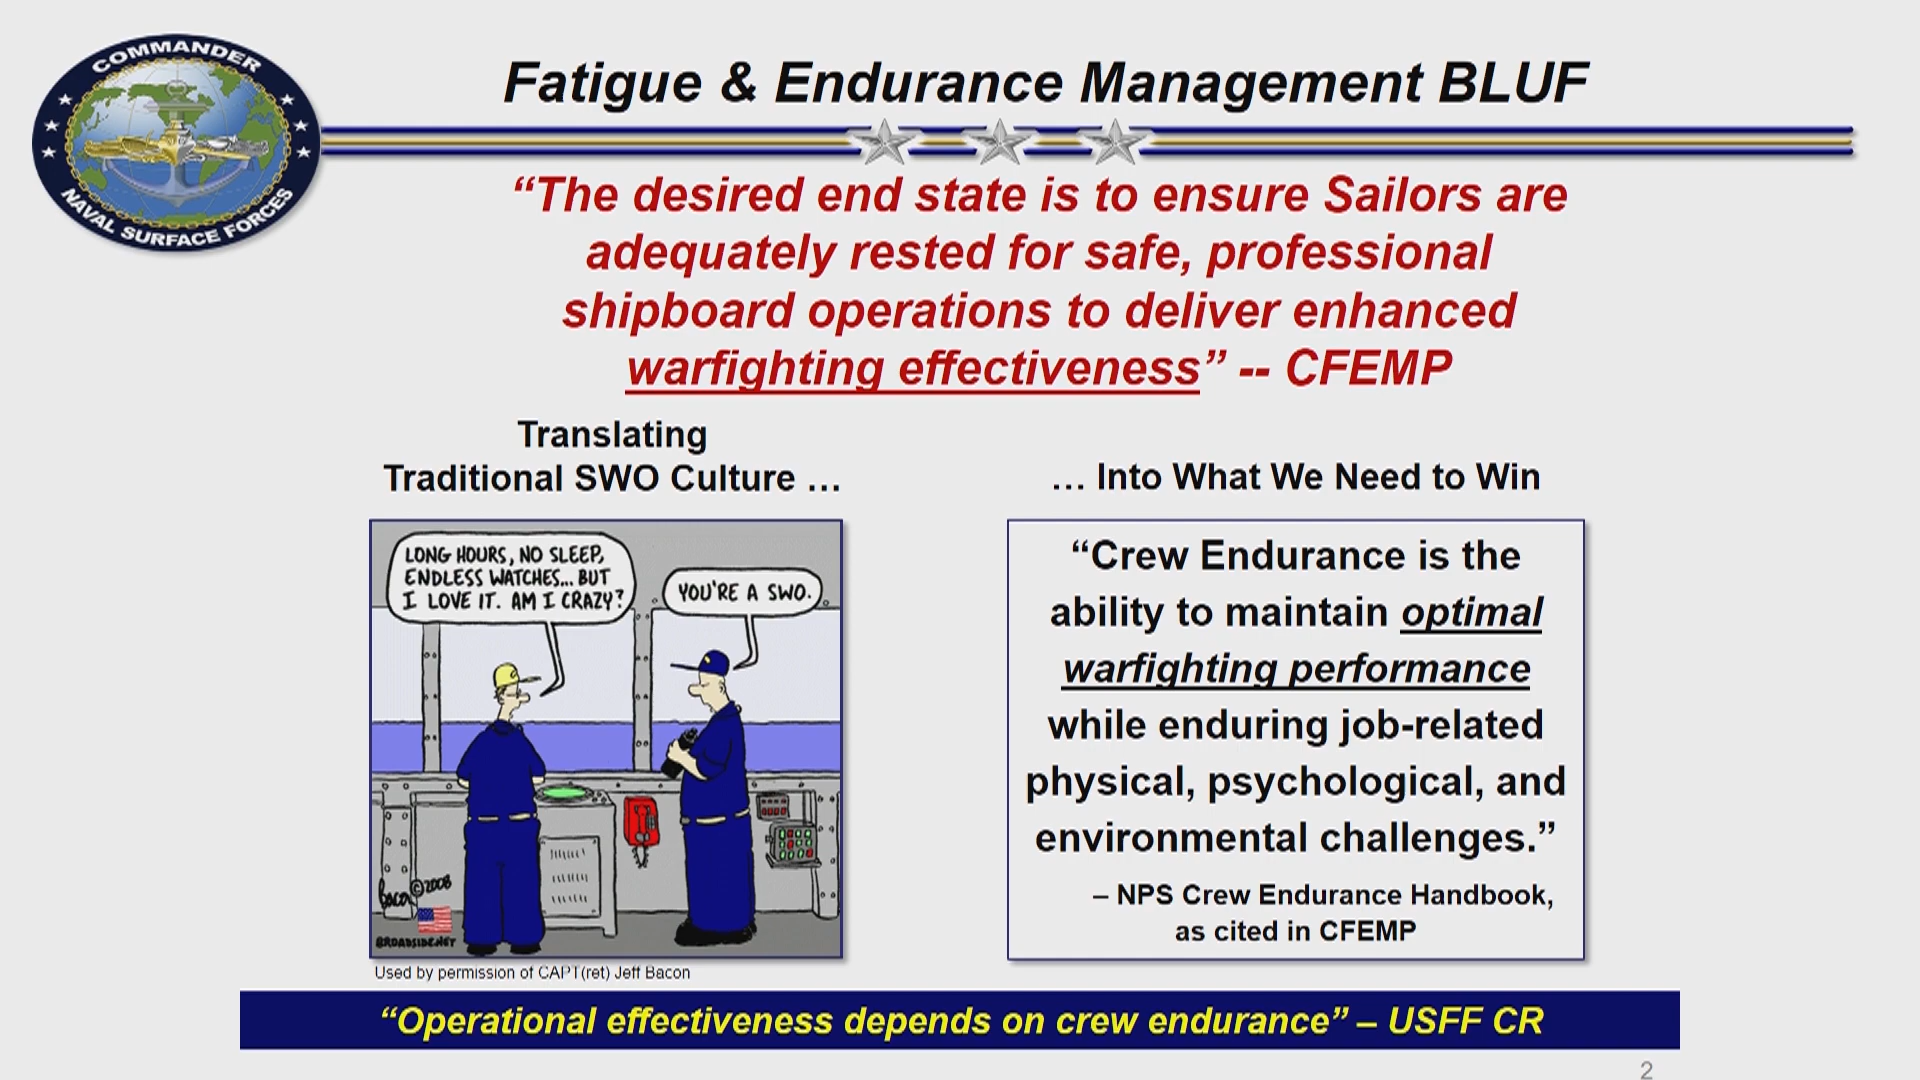 COMMANDER
NAVAL SURFACE FORCES
Fatigue & Endurance Management BLUF
“The desired end state is to ensure Sailors are
adequately rested for safe, professional
shipboard operations to deliver enhanced
warfighting effectiveness” -- CFEMP
Translating
Traditional SWO Culture …
LONG HOURS, NO SLEEP,
ENDLESS WATCHES... BUT
I LOVE IT. AM I CRAZY?
YOU'RE A SWO.
Bacon ©2008
BROADSIDE.NET
Used by permission of CAPT(ret) Jeff Bacon
… Into What We Need to Win
“Crew Endurance is the
ability to maintain optimal
warfighting performance
while enduring job-related
physical, psychological, and
environmental challenges.”
– NPS Crew Endurance Handbook,
as cited in CFEMP
“Operational effectiveness depends on crew endurance” – USFF CR
2